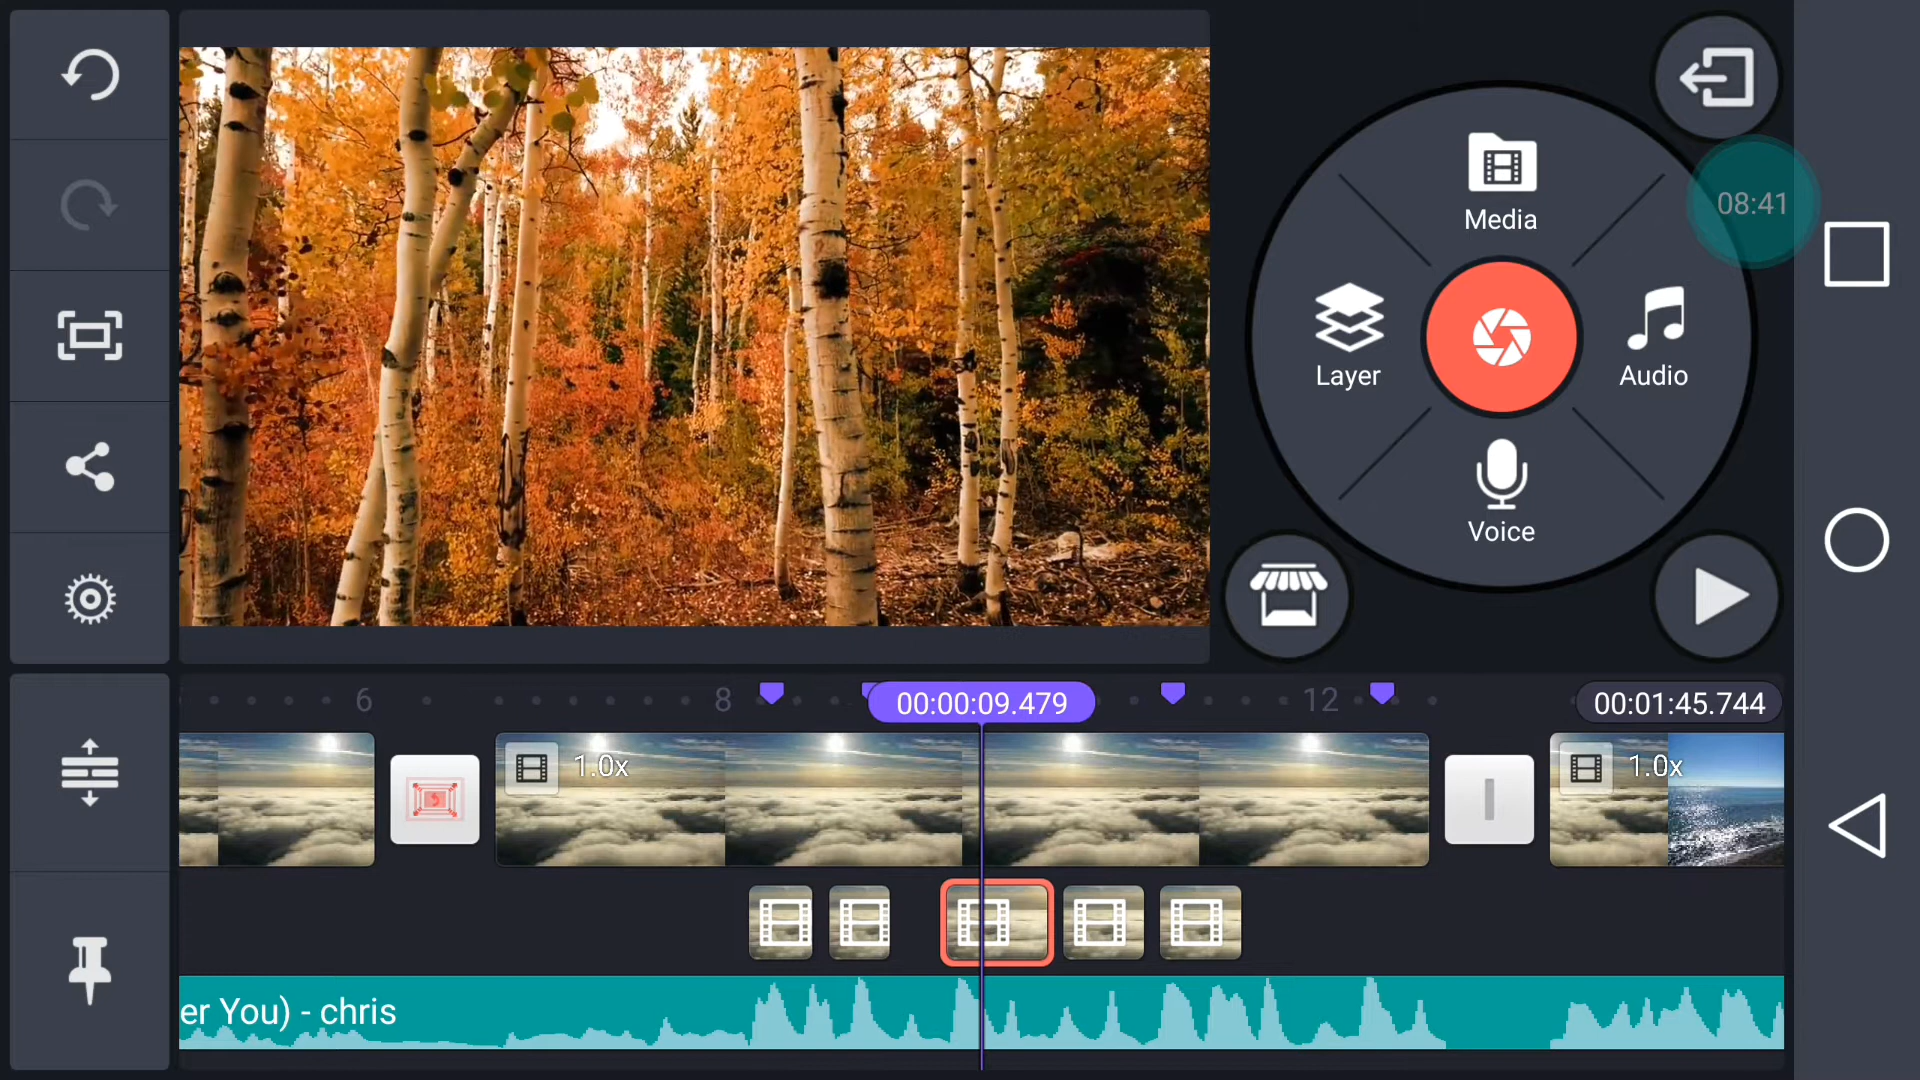 Media
08:41
Layer
Audio
Voice
6
8
00:00:09.479
12
00:01:45.744
1.0x
1.0x
er You) - chris